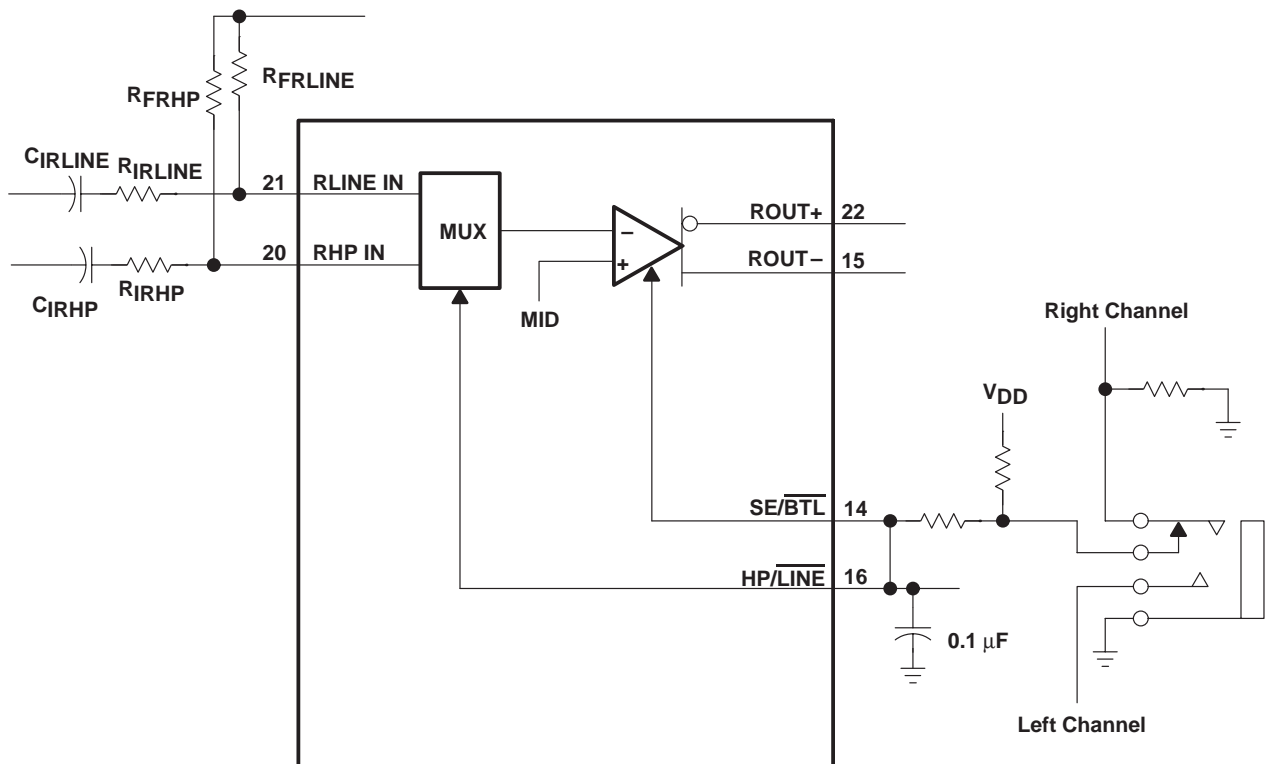 RFRLINE
RFRHP
CIRLINE
RIRLINE
21
RLINE IN
MUX
ROUT+
22
20
RHP IN
ROUT−
15
CIRHP
RIRHP
−
+
MID
Right Channel
VDD
SE/BTL
14
HP/LINE
16
0.1 μF
Left Channel